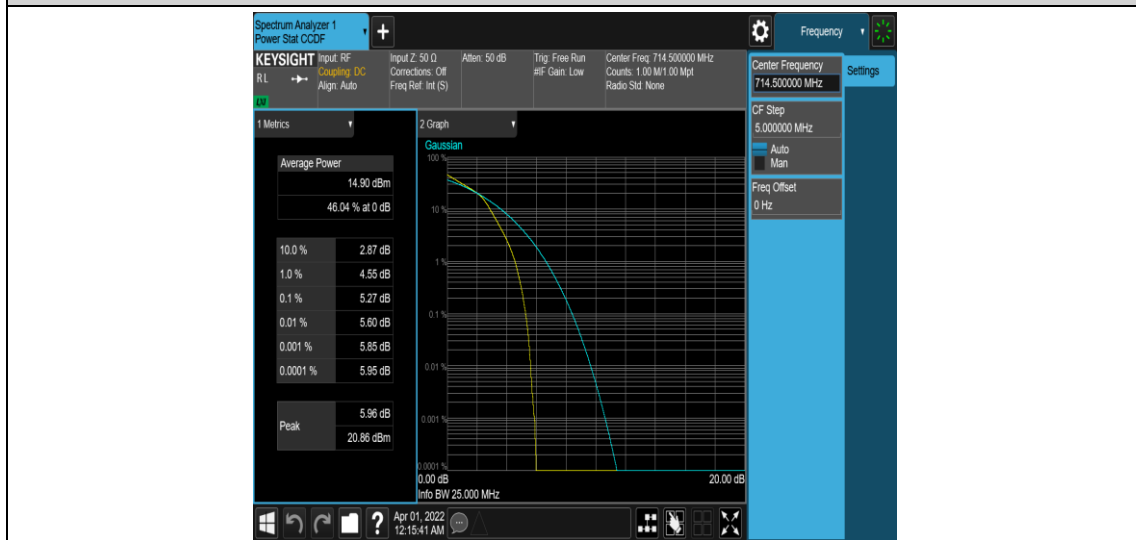 Spectrum Analyzer 1
Power Stat CCDF
+
Frequency
KEYSIGHT
RL
LXI
Input: RF
Coupling: DC
Align: Auto
Input Z: 50 Ω
Corrections: Off
Freq Ref: Int (S)
Atten: 50 dB
Trig: Free Run
#IF Gain: Low
Center Freq: 714.500000 MHz
Counts: 1.00 M/1.00 Mpt
Radio Std: None
Center Frequency
714.500000 MHz
Settings
CF Step
5.000000 MHz
Auto
Man
Freq Offset
0 Hz
1 Metrics
Average Power
14.90 dBm
46.04 % at 0 dB
10.0 % 2.87 dB
1.0 % 4.55 dB
0.1 % 5.27 dB
0.01 % 5.60 dB
0.001 % 5.85 dB
0.0001 % 5.95 dB
Peak 5.96 dB
20.86 dBm
2 Graph
Gaussian
100 %
10 %
1 %
0.1 %
0.01 %
0.001 %
0.0001 %
0.00 dB 20.00 dB
Info BW 25.000 MHz
?
Apr 01, 2022
12:15:41 AM